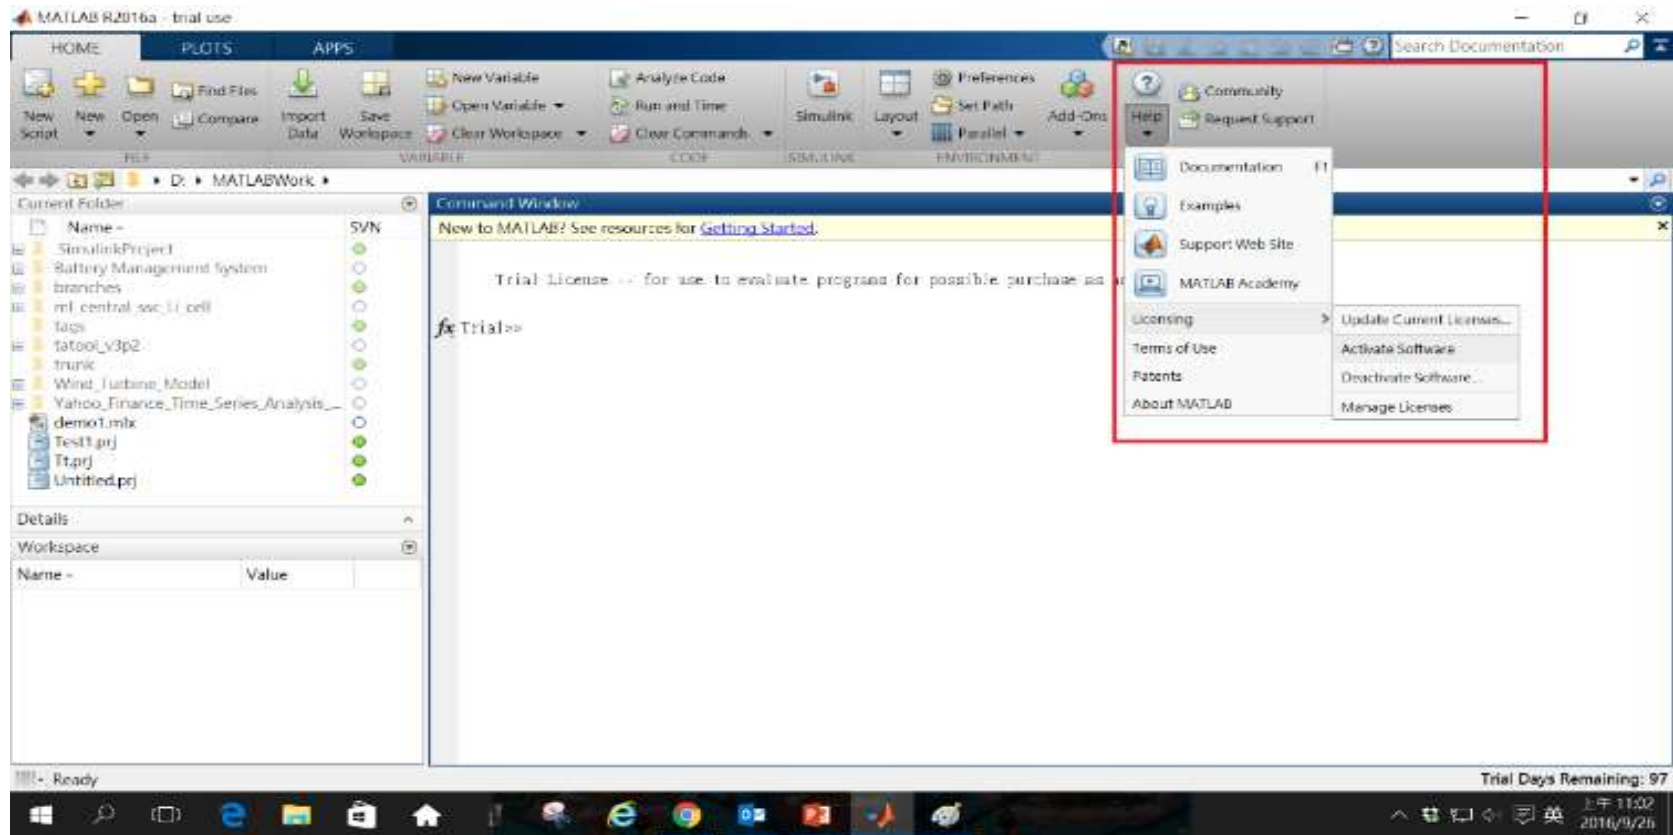 MATLAB R2016a - trial use
HOME PLOTS APPS
Search Documentation
New Script
New
Open
Find Files
Compare
Import Data
Save Workspace
New Variable
Open Variable
Clear Workspace
Analyze Code
Run and Time
Clear Commands
Simulink
Layout
Preferences
Set Path
Parallel
Add-Ons
Help
Community
Request Support
FILE VARIABLE CODE SIMULINK ENVIRONMENT
D: MATLABWork
Documentation F1
Examples
Support Web Site
MATLAB Academy
Licensing
Terms of Use
Patents
About MATLAB
Update Current Licenses...
Activate Software
Deactivate Software...
Manage Licenses
Current Folder
Name SVN
SimulinkProject
Battery Management System
branches
ml_central_ssc_Li_cell
tags
tatool_v3p2
trunk
Wind_Turbine_Model
Yahoo_Finance_Time_Series_Analysis_...
demo1.mlx
Test1.prj
Tt.prj
Untitled.prj
Details
Workspace
Name Value
Command Window
New to MATLAB? See resources for Getting Started.
Trial License -- for use to evaluate programs for possible purchase as
fx Trial>>
Ready
Trial Days Remaining: 97
英
上午 11:02
2016/9/26